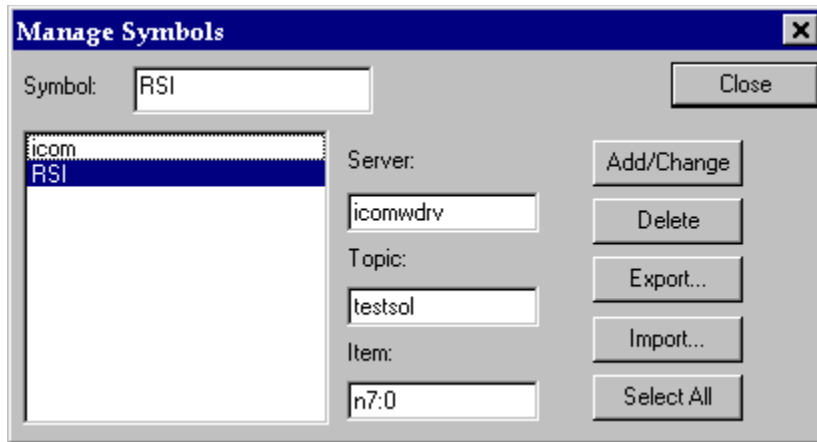 Manage Symbols
Symbol: RSI
Close
icom
RSI
Server:
icomwdrv
Topic:
testsol
Item:
n7:0
Add/Change
Delete
Export...
Import...
Select All